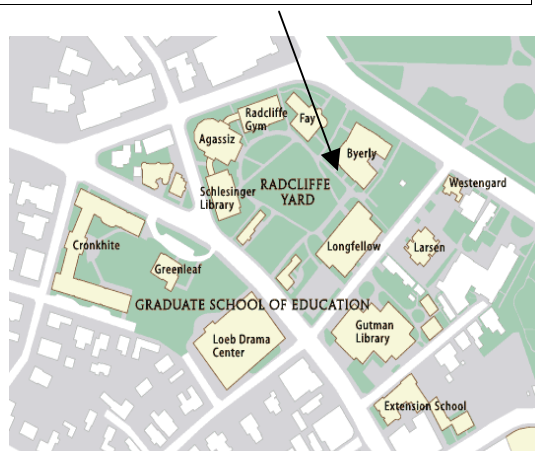 Radcliffe
Gym
Fay
Agassiz
Byerly
RADCLIFFE
YARD
Westengard
Schlesinger
Library
Cronkhite
Longfellow
Larsen
Greenleaf
GRADUATE SCHOOL OF EDUCATION
Loeb Drama
Center
Gutman
Library
Extension School